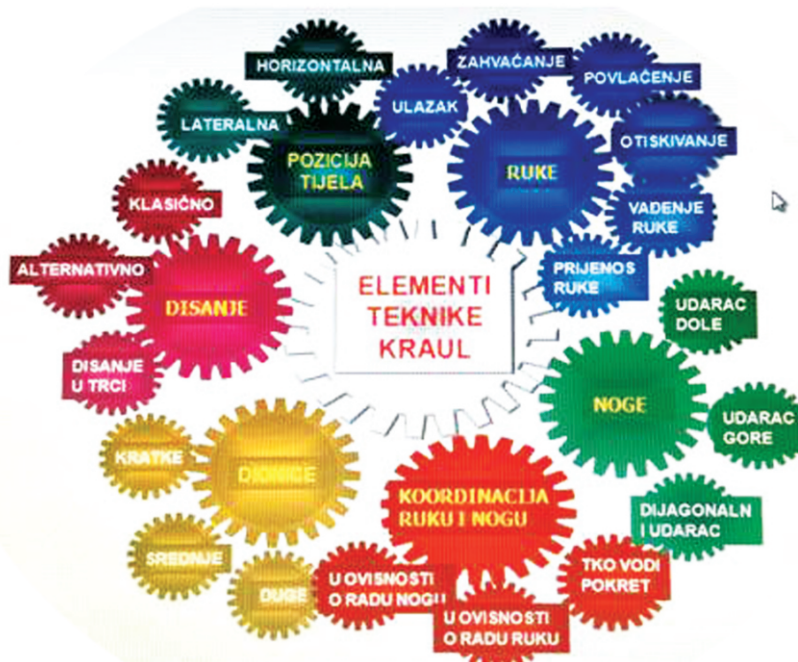 ELEMENTI
TEKNIKE
KRAUL
POZICIJA
TIJELA
LATERALNA
HORIZONTALNA
RUKE
ULAZAK
ZAHVAĆANJE
POVLAČENJE
OTISKIVANJE
VAĐENJE
RUKE
PRIJENOS
RUKE
NOGE
UDARAC
DOLE
UDARAC
GORE
DIJAGONALN
I UDARAC
KOORDINACIJA
RUKU I NOGU
TKO VODI
POKRET
U OVISNOSTI
O RADU RUKU
U OVISNOSTI
O RADU NOGU
DIONICE
DUGE
SREDNJE
KRATKE
DISANJE
DISANJE
U TRCI
ALTERNATIVNO
KLASIČNO